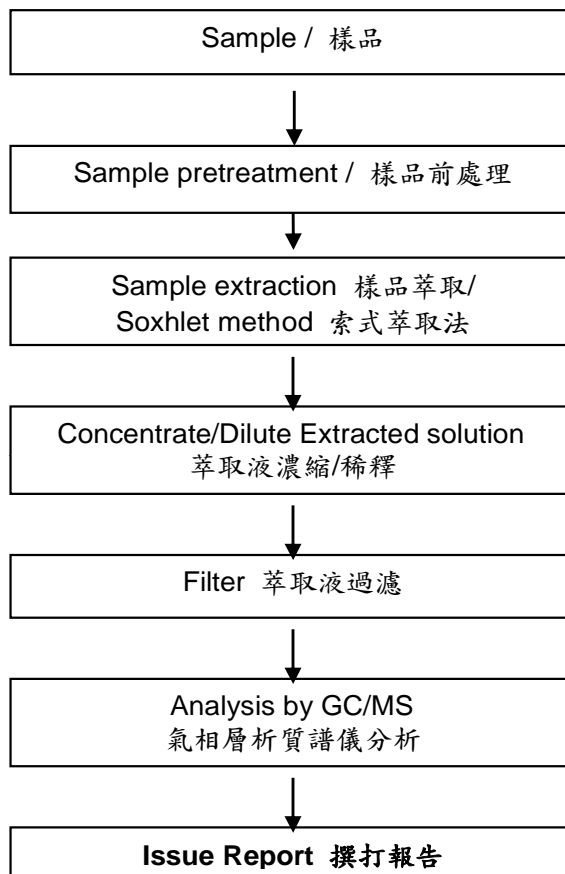 Sample / 樣品
Sample pretreatment / 樣品前處理
Sample extraction 樣品萃取/
Soxhlet method 索式萃取法
Concentrate/Dilute Extracted solution
萃取液濃縮/稀釋
Filter 萃取液過濾
Analysis by GC/MS
氣相層析質譜儀分析
Issue Report 撰打報告